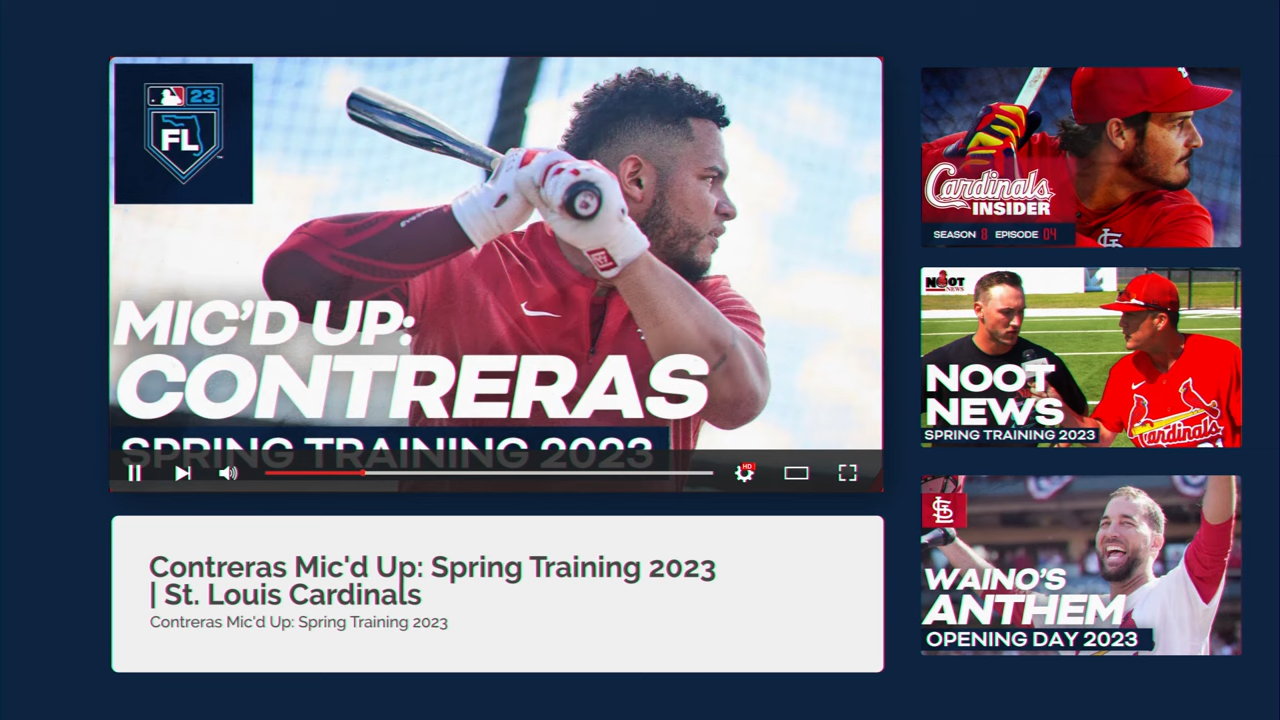 23
FL
MIC'D UP:
CONTRERAS
SPRING TRAINING 2023
HD
Contreras Mic'd Up: Spring Training 2023
| St. Louis Cardinals
Contreras Mic'd Up: Spring Training 2023
Cardinals
INSIDER
SEASON 8 EPISODE 04
NOOT
NEWS
NOOT
NEWS
SPRING TRAINING 2023
Cardinals
STL
WAINO'S
ANTHEM
OPENING DAY 2023